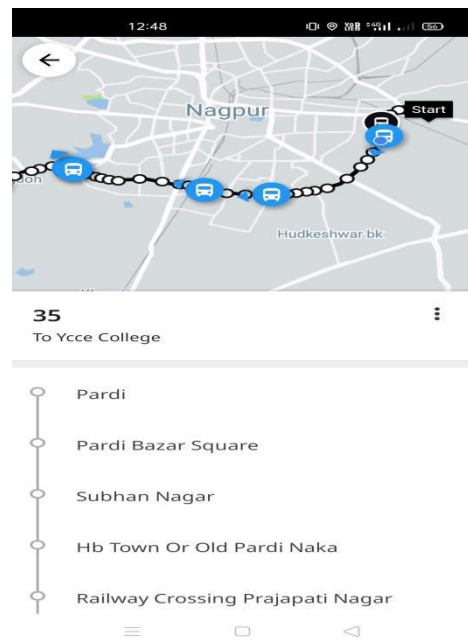 12:48
56
Nagpur
Start
Hudkeshwar bk
35
To Ycce College
Pardi
Pardi Bazar Square
Subhan Nagar
Hb Town Or Old Pardi Naka
Railway Crossing Prajapati Nagar